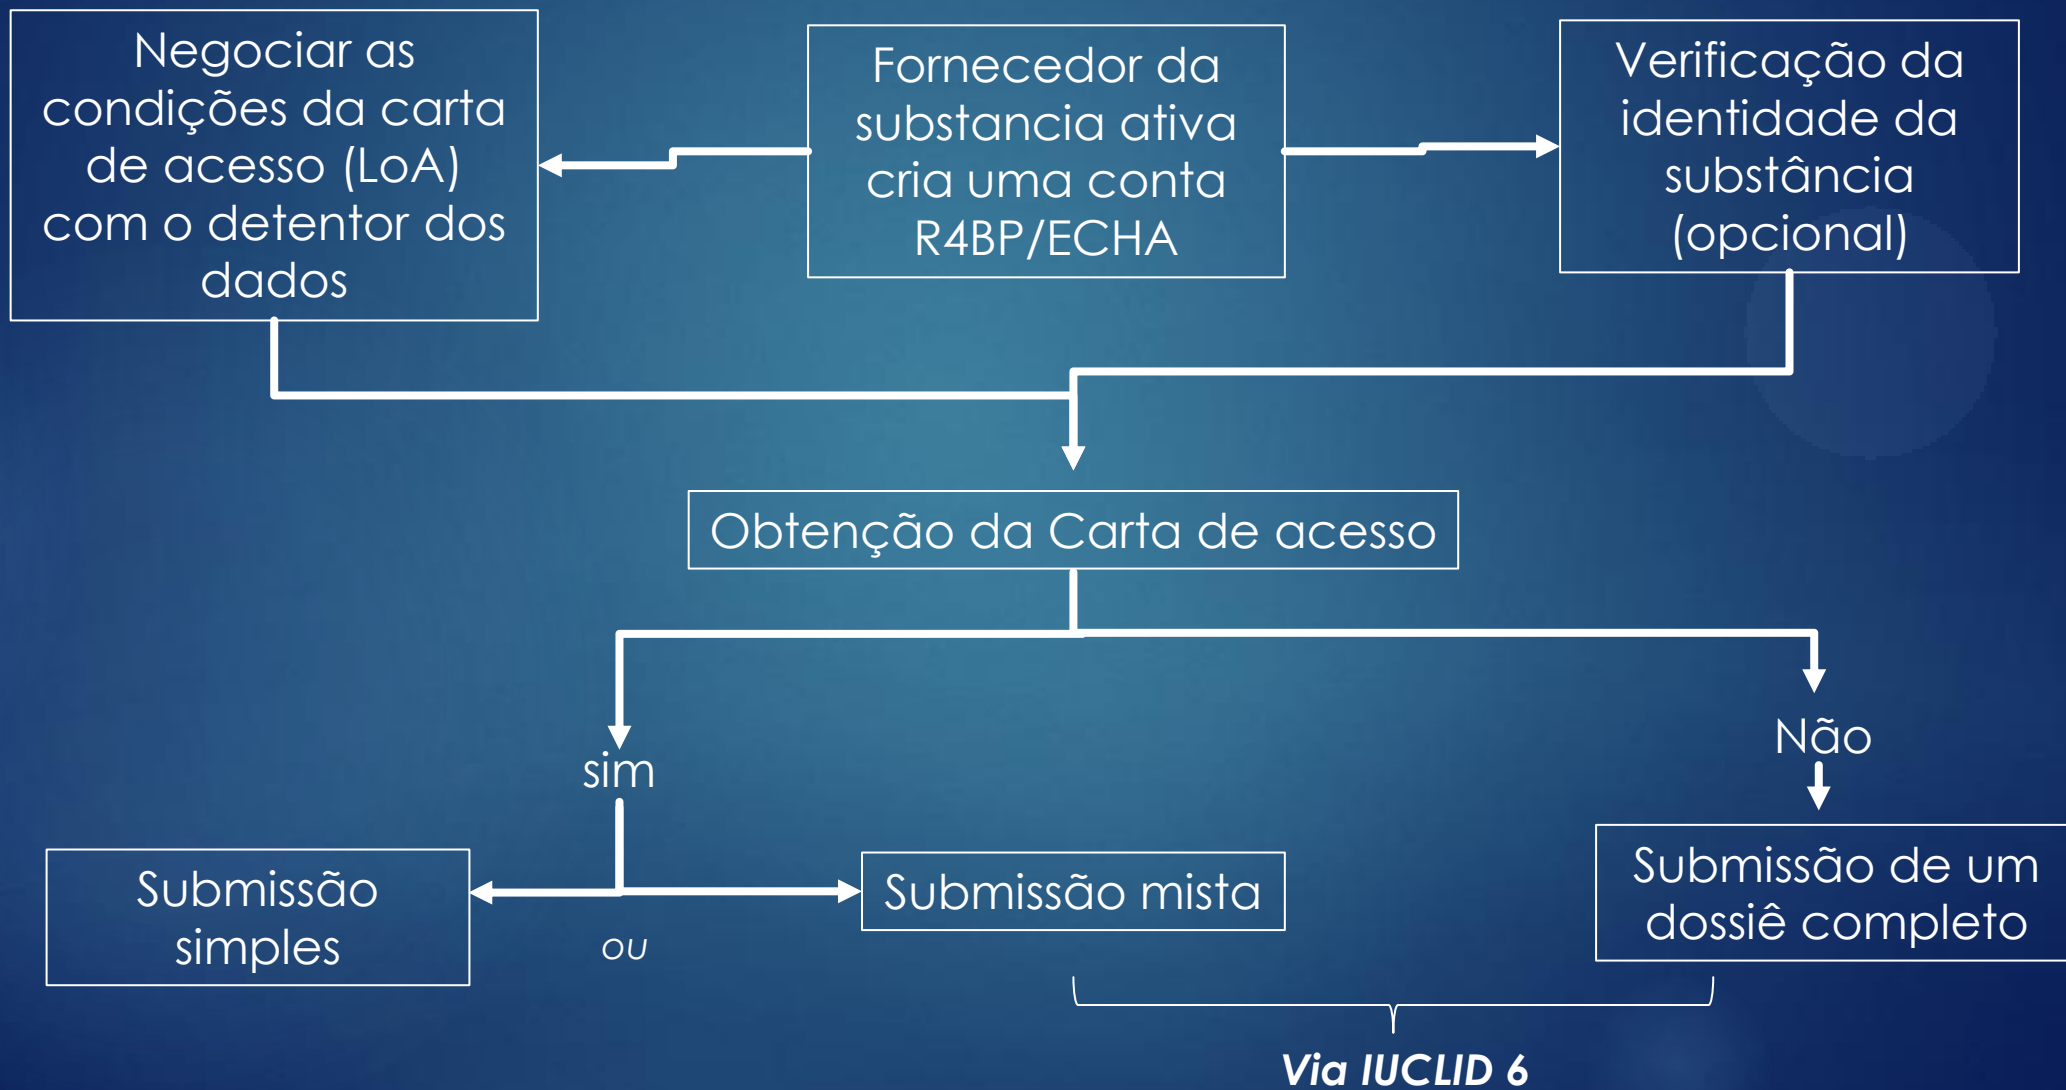 Negociar as
condições da carta
de acesso (LoA)
com o detentor dos
dados
Fornecedor da
substancia ativa
cria uma conta
R4BP/ECHA
Verificação da
identidade da
substância
(opcional)
Obtenção da Carta de acesso
sim
Não
Submissão
simples
ou
Submissão mista
Submissão de um
dossiê completo
Via IUCLID 6